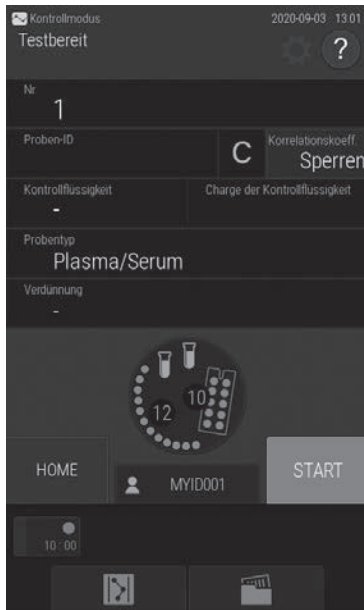 Kontrollmodus 2020-09-03 13:01
Testbereit ?
Nr
1
Proben-ID C Korrelationskoeff.
Sperren
Kontrollflüssigkeit Charge der Kontrollflüssigkeit
-
Probentyp
Plasma/Serum
Verdünnung
-
10
12
HOME MYID001 START
10:00